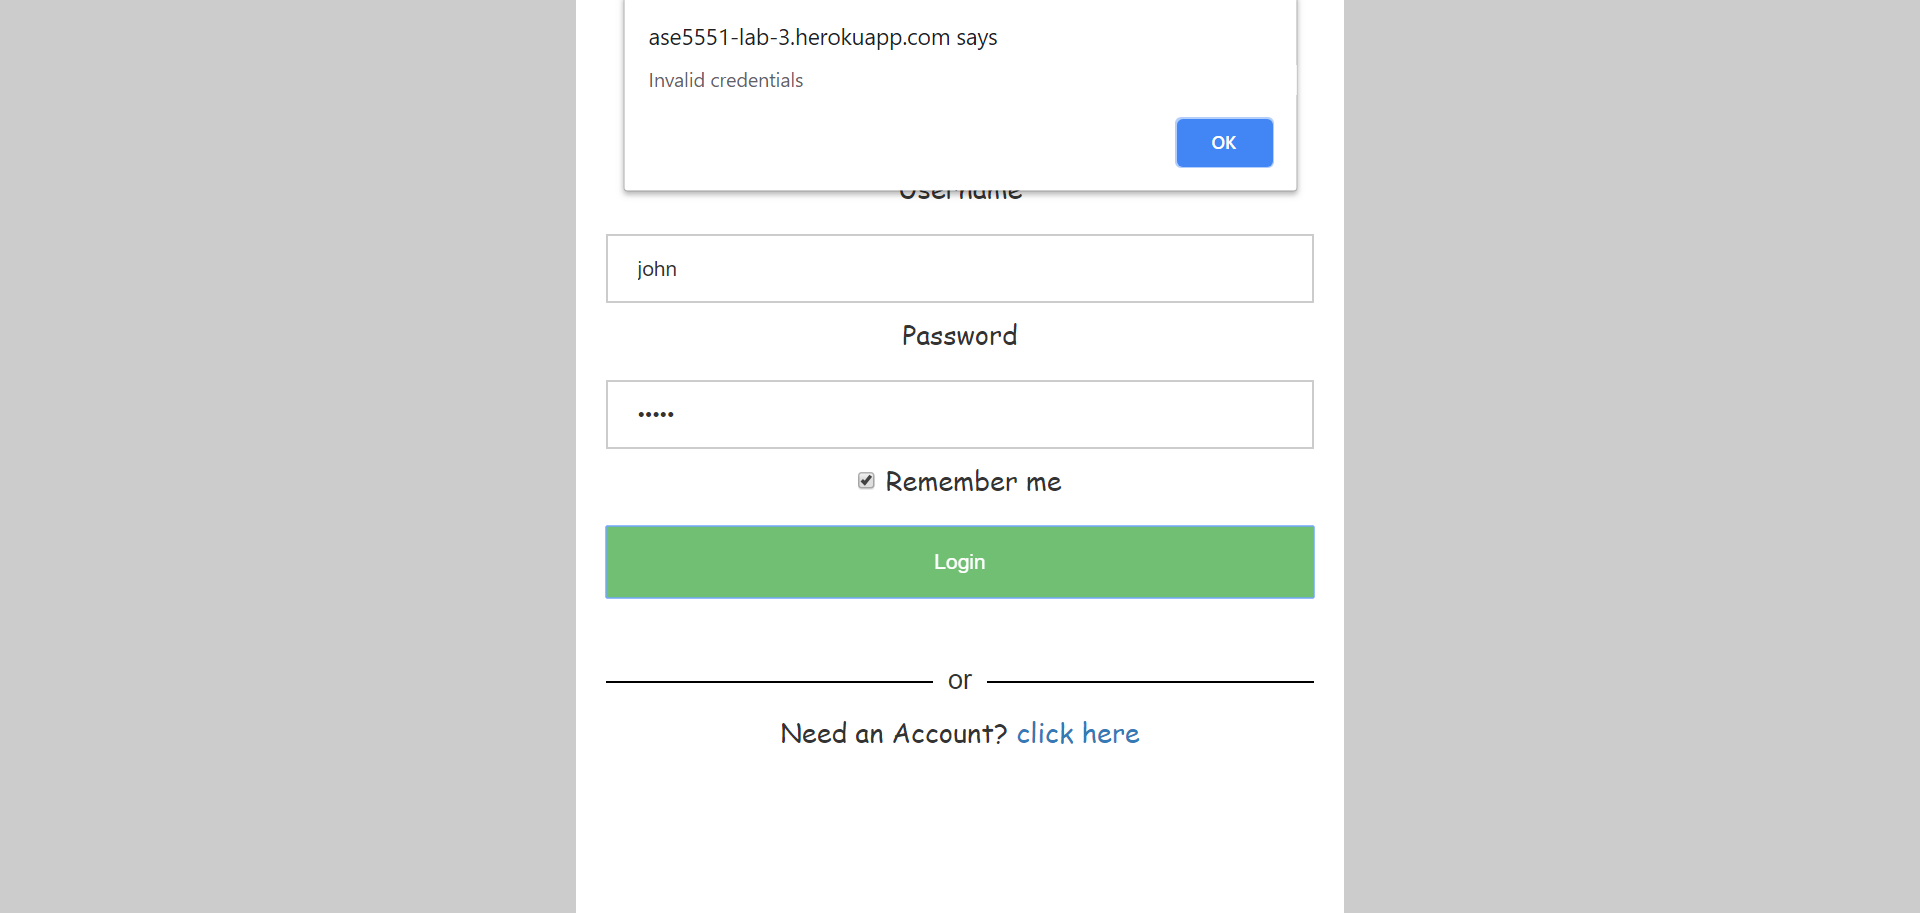 ase5551-lab-3.herokuapp.com says
Invalid credentials
OK
Username
john
Password
•••••
Remember me
Login
or
Need an Account? click here